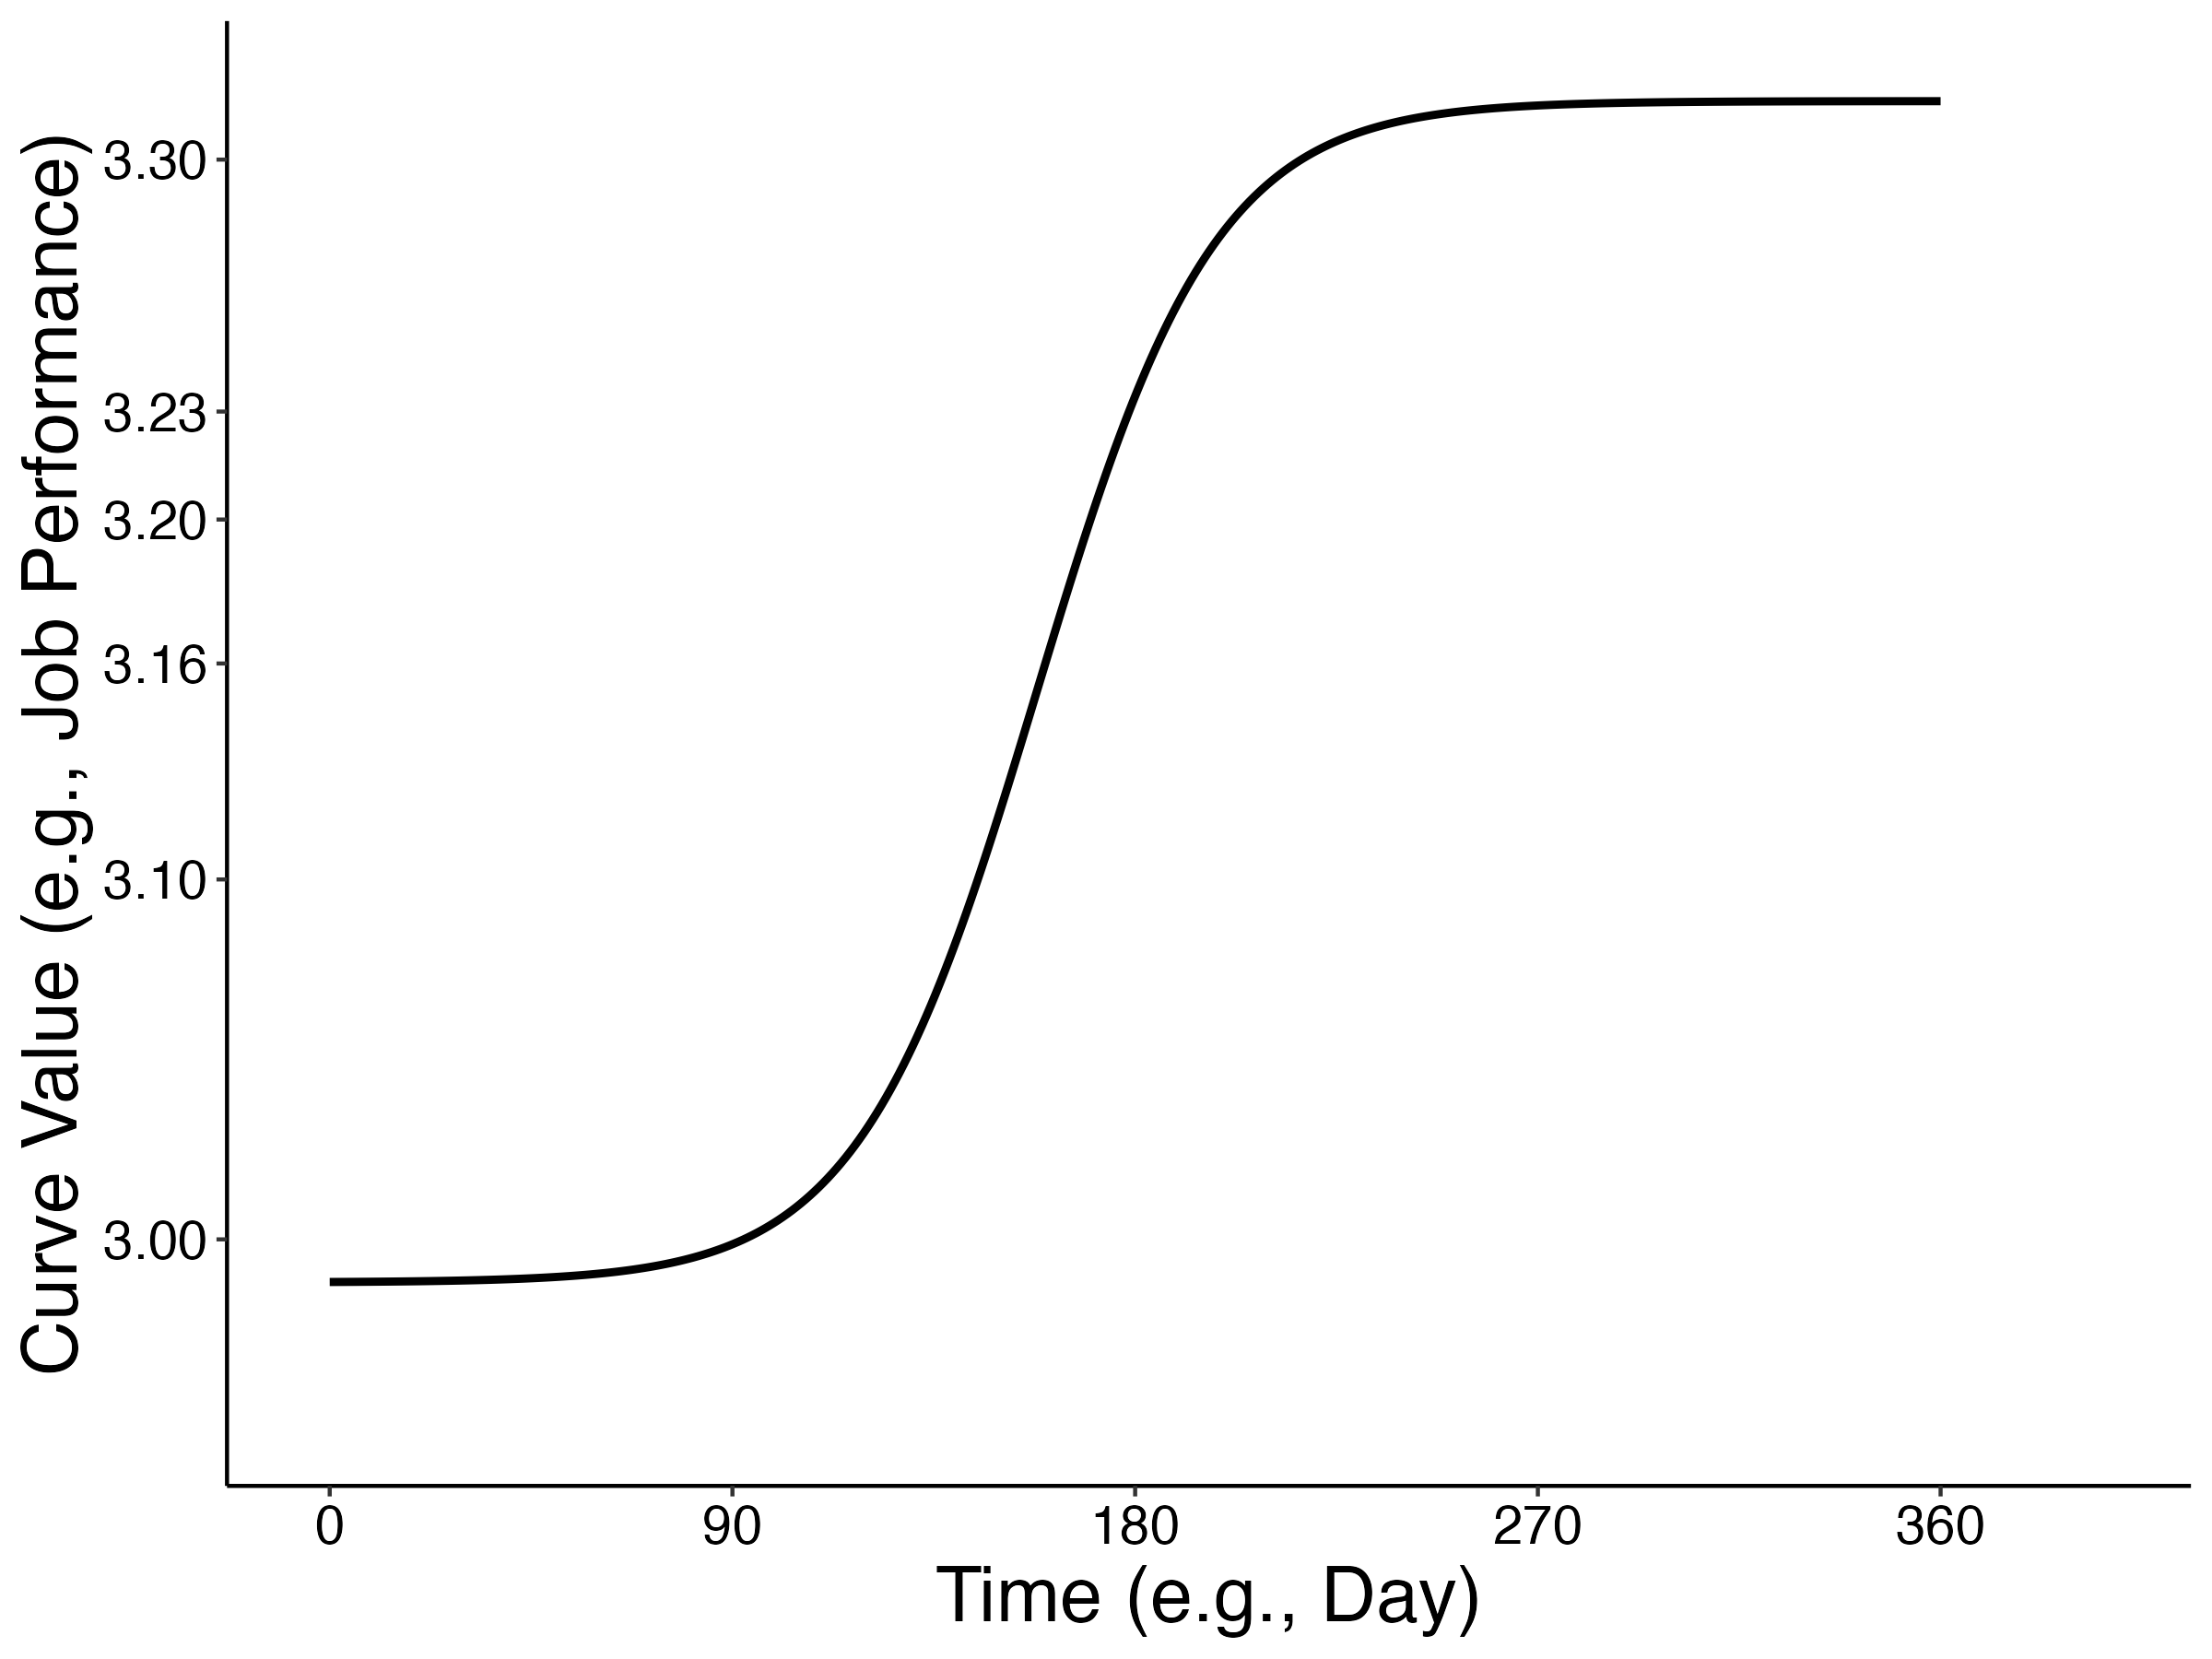 Curve Value (e.g., Job Performance)
3.30
3.23
3.20
3.16
3.10
3.00
0 90 180 270 360
Time (e.g., Day)